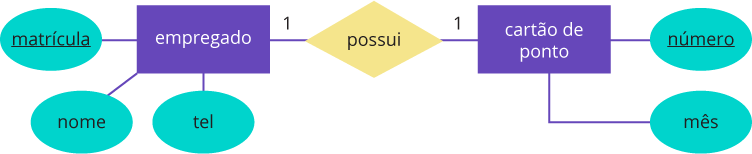 matrícula
empregado
1
possui
1
cartão de
ponto
número
nome
tel
mês